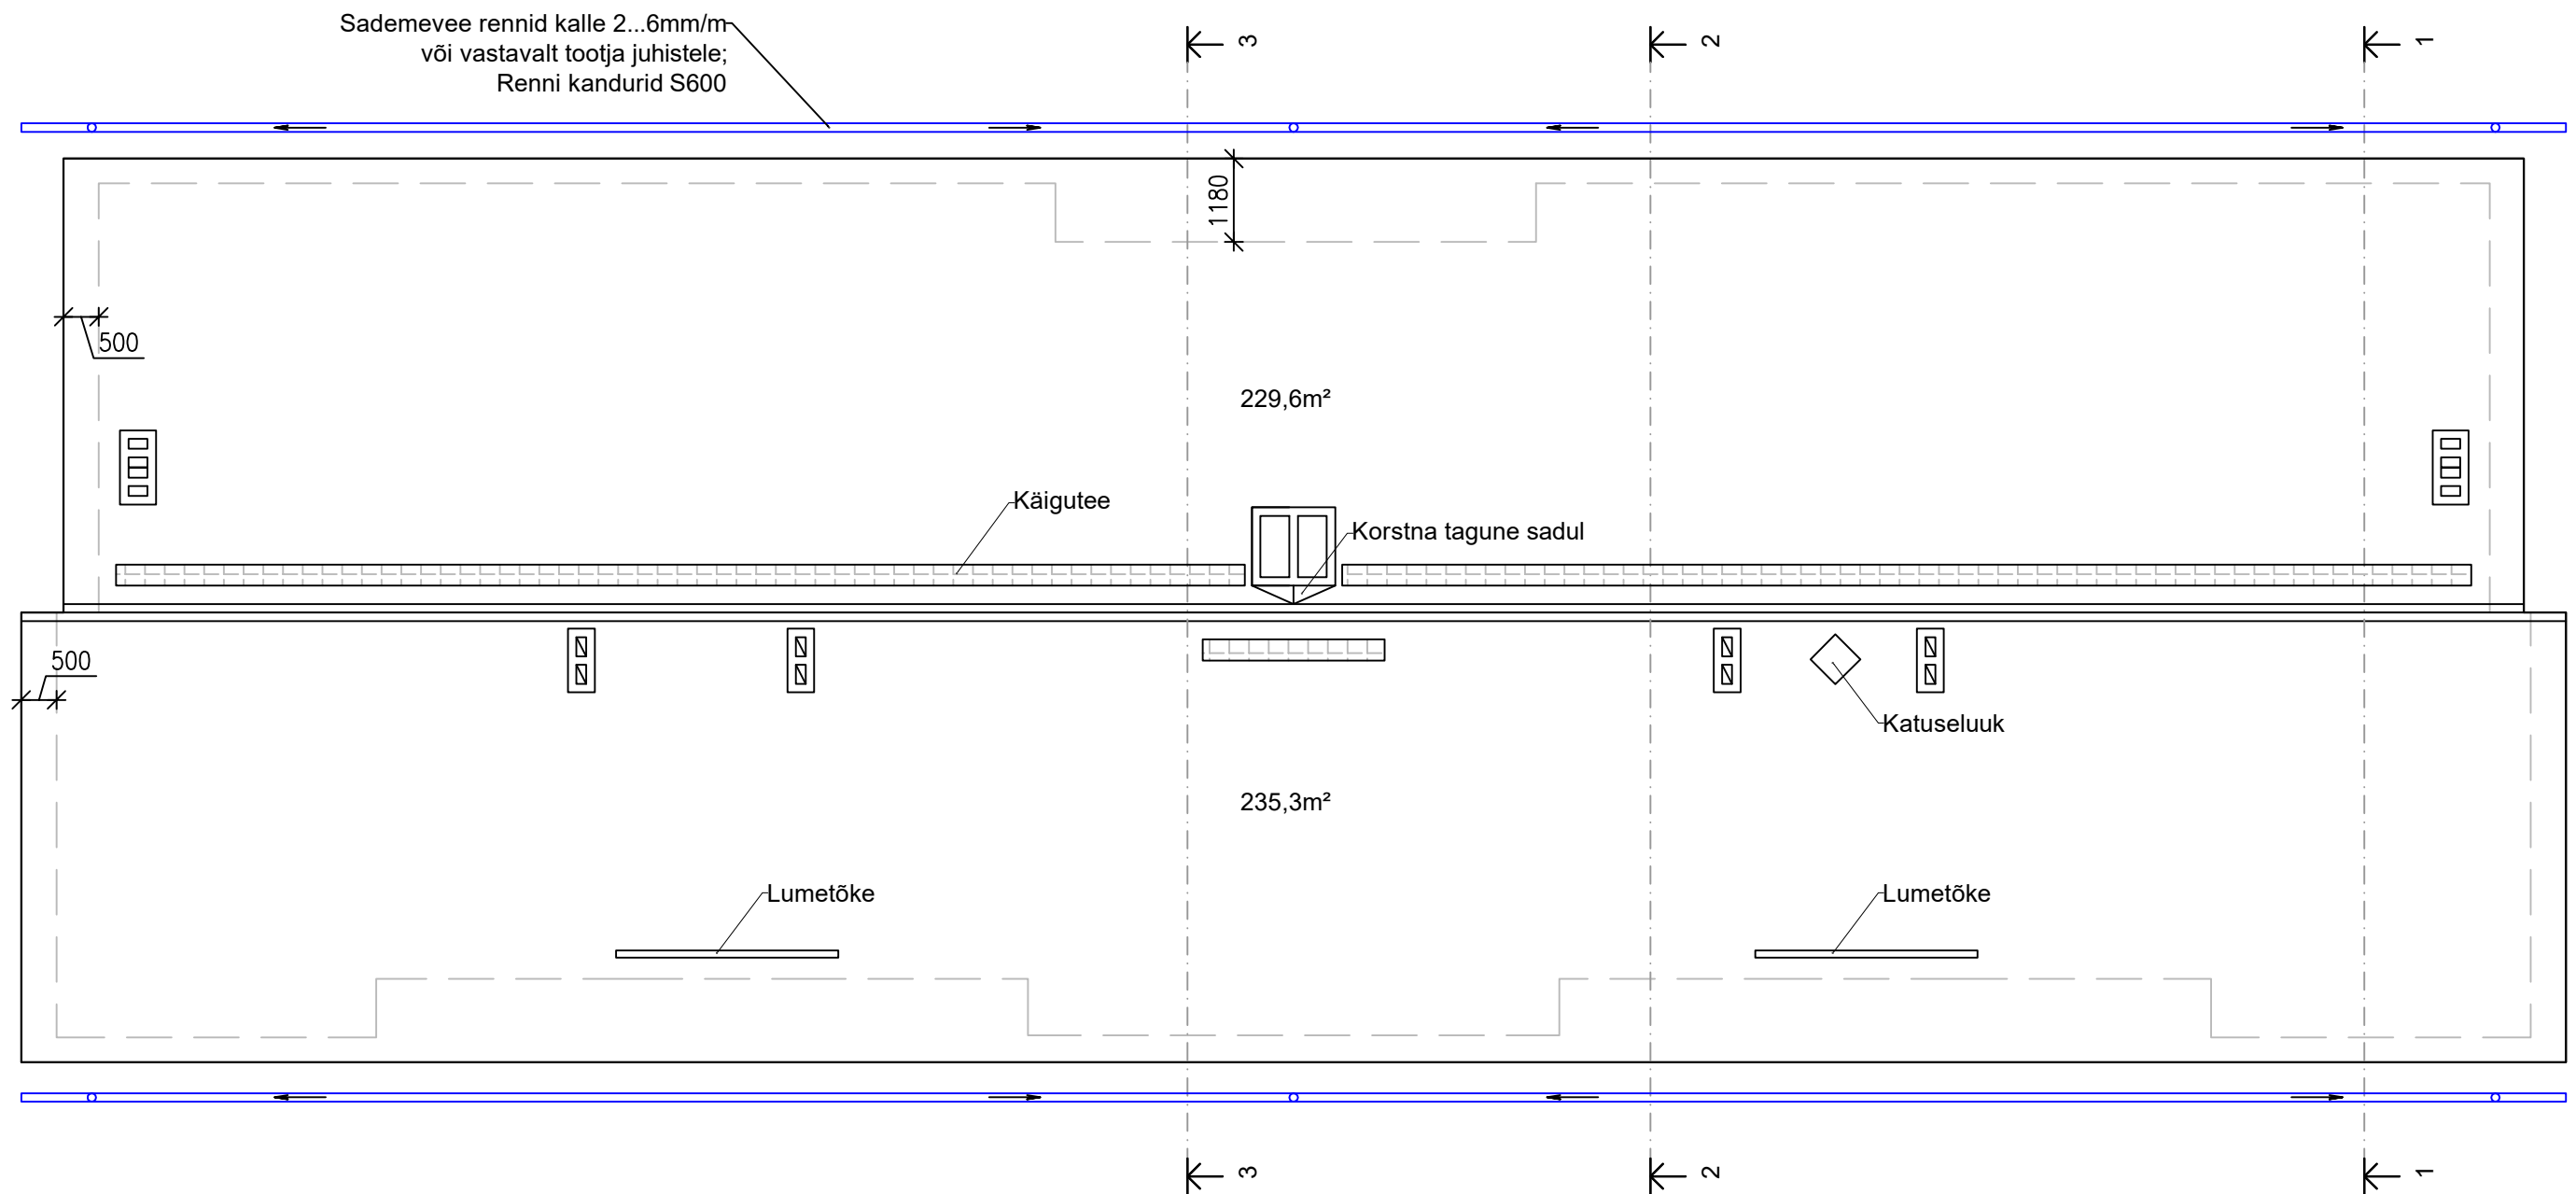 Sademevee rennid kalle 2...6mm/m
või vastavalt tootja juhistele;
Renni kandurid S600
3
2
1
1180
500
229,6m²
Käigutee
Korstna tagune sadul
500
Katuseluuk
235,3m²
Lumetõke
Lumetõke
3
2
1